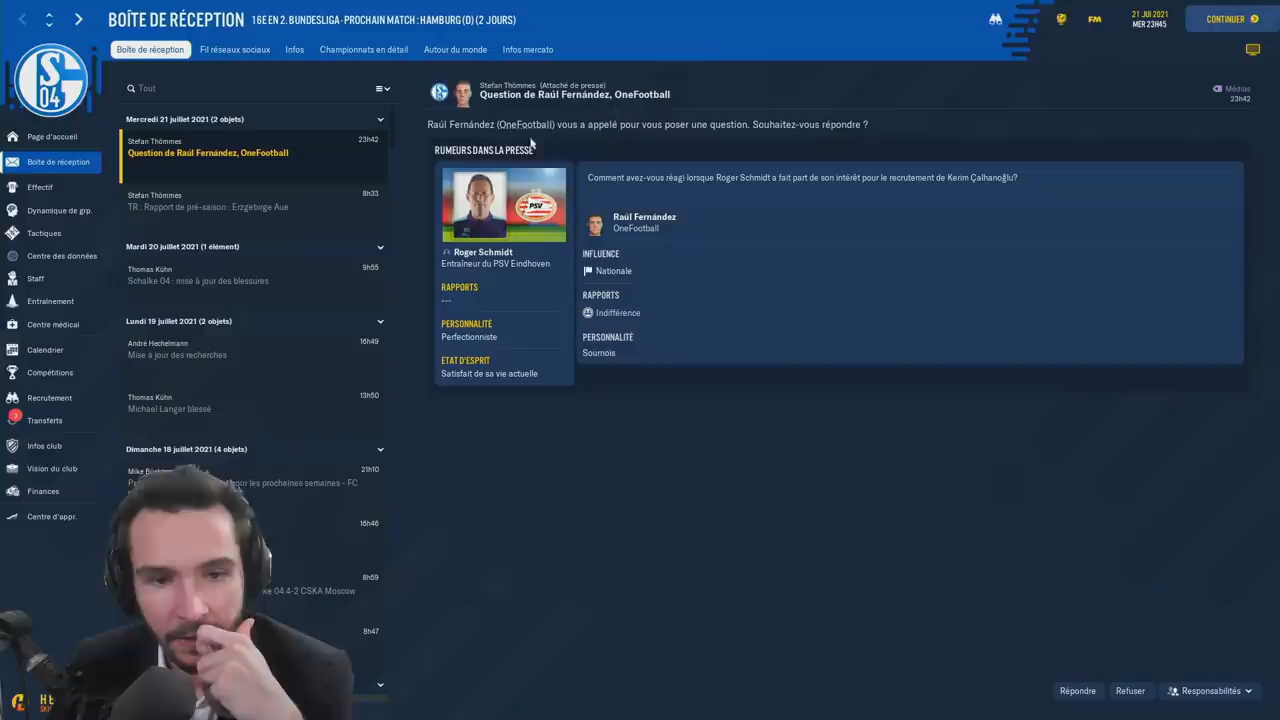 BOÎTE DE RÉCEPTION
16E EN 2. BUNDESLIGA - PROCHAIN MATCH : HAMBURG (D) (2 JOURS)
FM
21 JUI 2021
MER 23H45
CONTINUER
Boîte de réception
Fil réseaux sociaux
Infos
Championnats en détail
Autour du monde
Infos mercato
S
04
Page d'accueil
Boîte de réception
Effectif
Dynamique de grp.
Tactiques
Centre des données
Staff
Entraînement
Centre médical
Calendrier
Compétitions
Recrutement
3
Transferts
Infos club
Vision du club
Finances
Centre d'appr.
Tout
Mercredi 21 juillet 2021 (2 objets)
Stefan Thömmes
23h42
Question de Raúl Fernández, OneFootball
Stefan Thömmes
8h33
TR : Rapport de pré-saison : Erzgebirge Aue
Mardi 20 juillet 2021 (1 élément)
Thomas Kühn
9h55
Schalke 04 : mise à jour des blessures
Lundi 19 juillet 2021 (2 objets)
André Hechelmann
16h49
Mise à jour des recherches
Thomas Kühn
13h50
Michael Langer blessé
Dimanche 18 juillet 2021 (4 objets)
Mike
21h10
pour les prochaines semaines - FC
16h46
8h59
ke 04 4-2 CSKA Moscow
8h47
Stefan Thömmes (Attaché de presse)
Question de Raúl Fernández, OneFootball
Médias
23h42
Raúl Fernández (OneFootball) vous a appelé pour vous poser une question. Souhaitez-vous répondre ?
RUMEURS DANS LA PRESSE
PSV
Roger Schmidt
Entraîneur du PSV Eindhoven
RAPPORTS
---
PERSONNALITÉ
Perfectionniste
ETAT D'ESPRIT
Satisfait de sa vie actuelle
Comment avez-vous réagi lorsque Roger Schmidt a fait part de son intérêt pour le recrutement de Kerim Çalhanoğlu?
Raúl Fernández
OneFootball
INFLUENCE
Nationale
RAPPORTS
Indifférence
PERSONNALITÉ
Sournois
Répondre
Refuser
Responsabilités